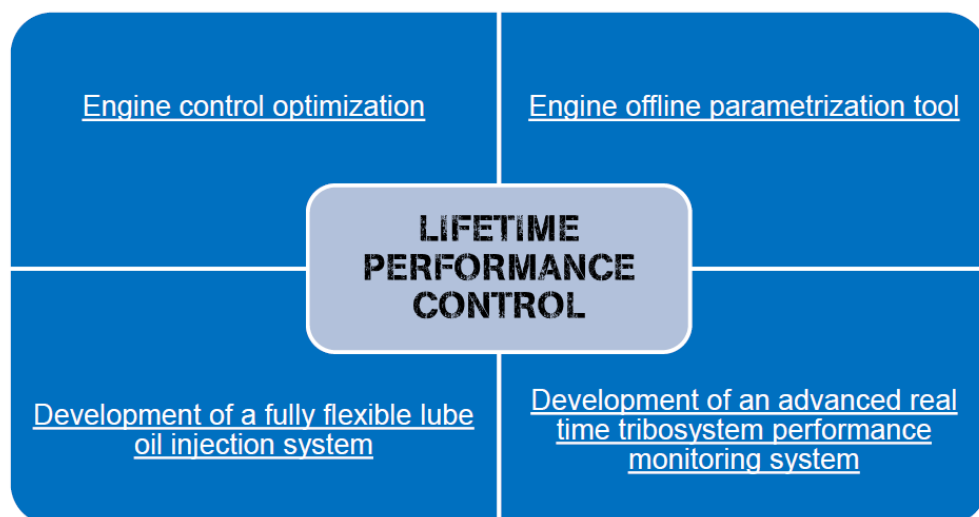 Engine control optimization
Engine offline parametrization tool
LIFETIME
PERFORMANCE
CONTROL
Development of a fully flexible lube
oil injection system
Development of an advanced real
time tribosystem performance
monitoring system